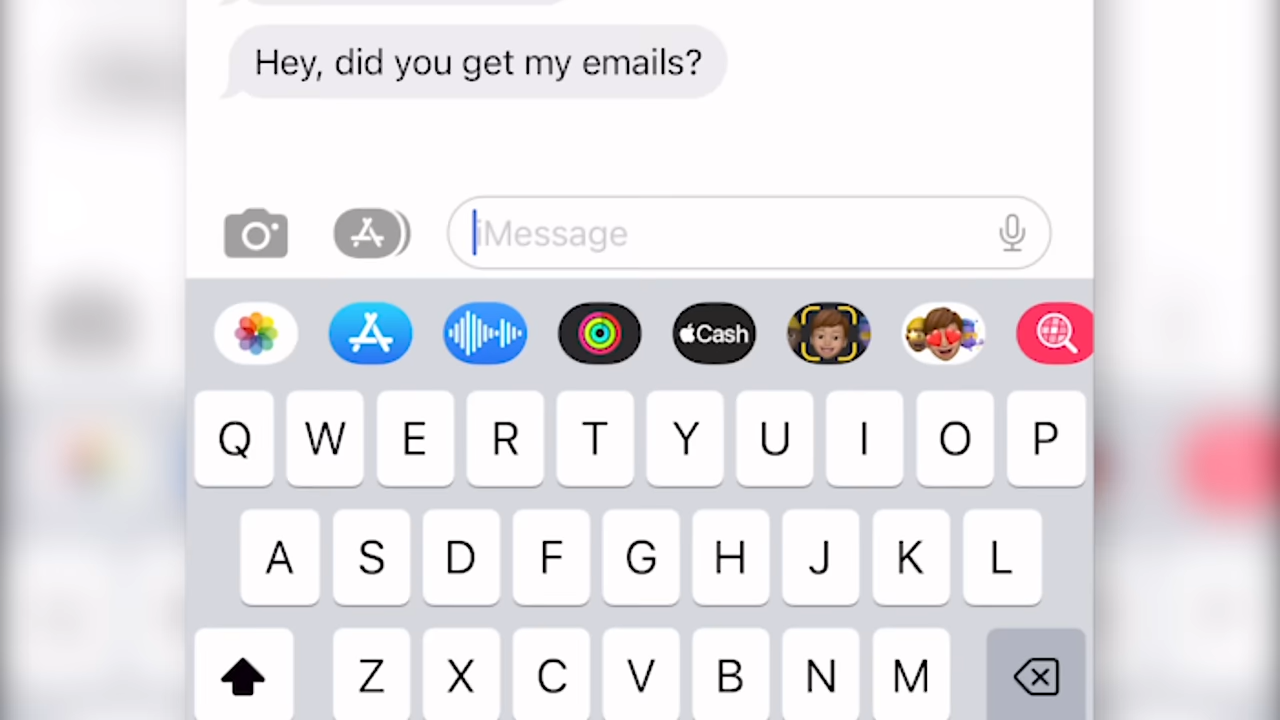 Hey, did you get my emails?
iMessage
Cash
Q W E R T Y U I O P
A S D F G H J K L
Z X C V B N M